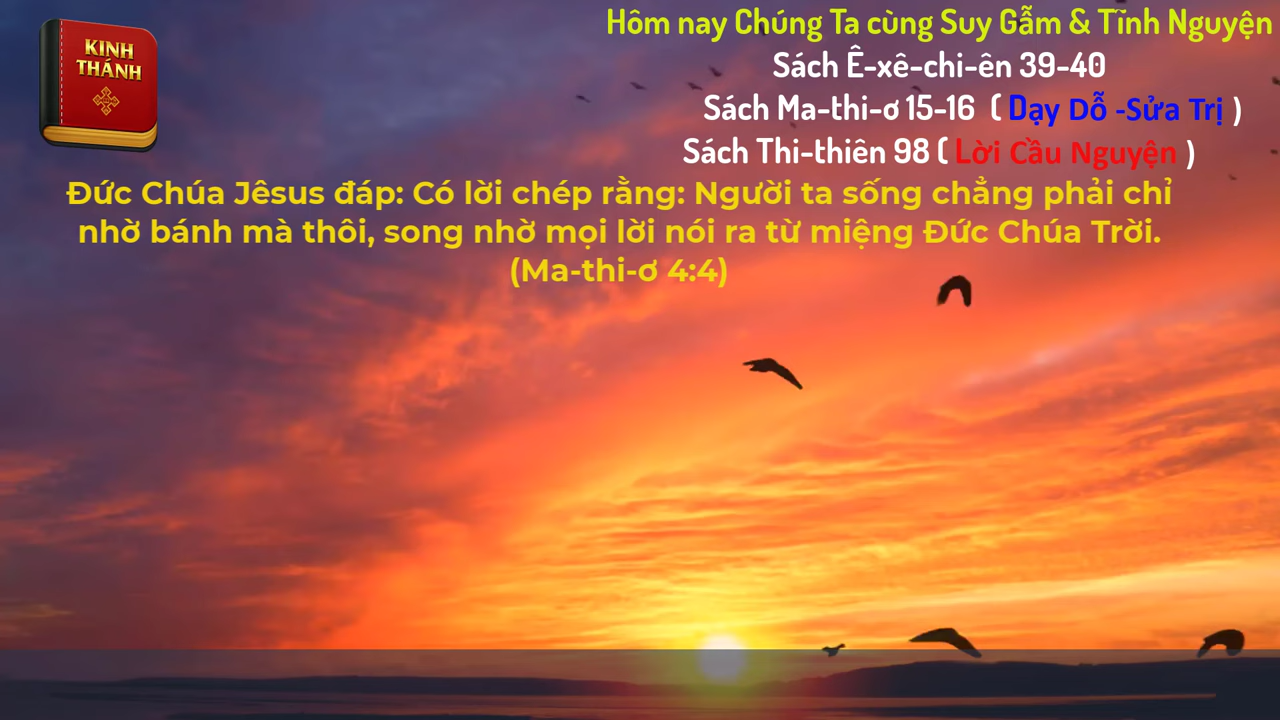 KINH
THÁNH
Hôm nay Chúng Ta cùng Suy Gẫm & Tĩnh Nguyện
Sách Ê-xê-chi-ên 39-40
Sách Ma-thi-ơ 15-16 ( Dạy Dỗ -Sửa Trị )
Sách Thi-thiên 98 ( Lời Cầu Nguyện )
Đức Chúa Jêsus đáp: Có lời chép rằng: Người ta sống chẳng phải chỉ
nhờ bánh mà thôi, song nhờ mọi lời nói ra từ miệng Đức Chúa Trời.
(Ma-thi-ơ 4:4)